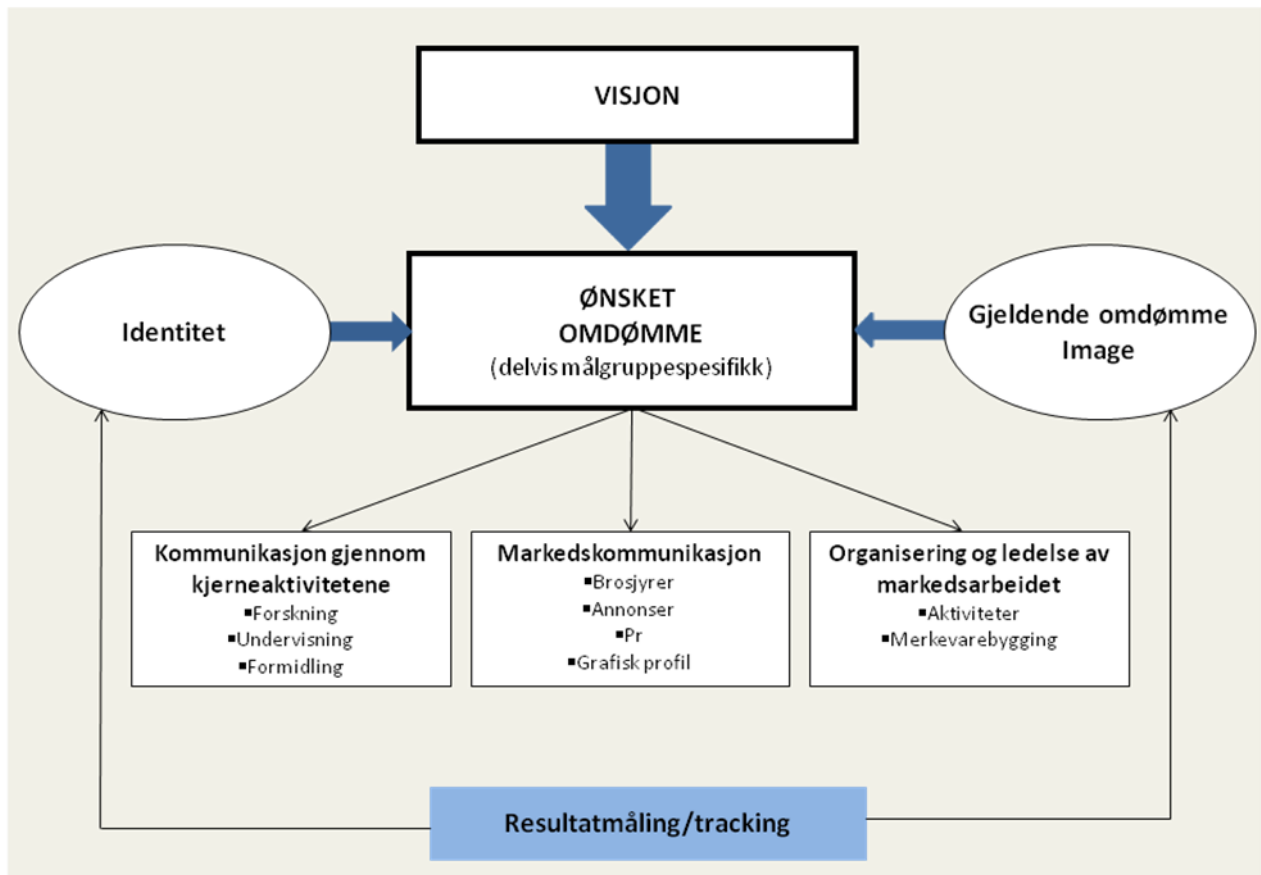 VISJON
ØNSKET
OMDØMME
(delvis målgruppespesifikk)
Identitet
Gjeldende omdømme
Image
Kommunikasjon gjennom
kjerneaktivitetene
▪Forskning
▪Undervisning
▪Formidling
Markedskommunikasjon
▪Brosjyrer
▪Annonser
▪Pr
▪Grafisk profil
Organisering og ledelse av
markedsarbeidet
▪Aktiviteter
▪Merkevarebygging
Resultatmåling/tracking